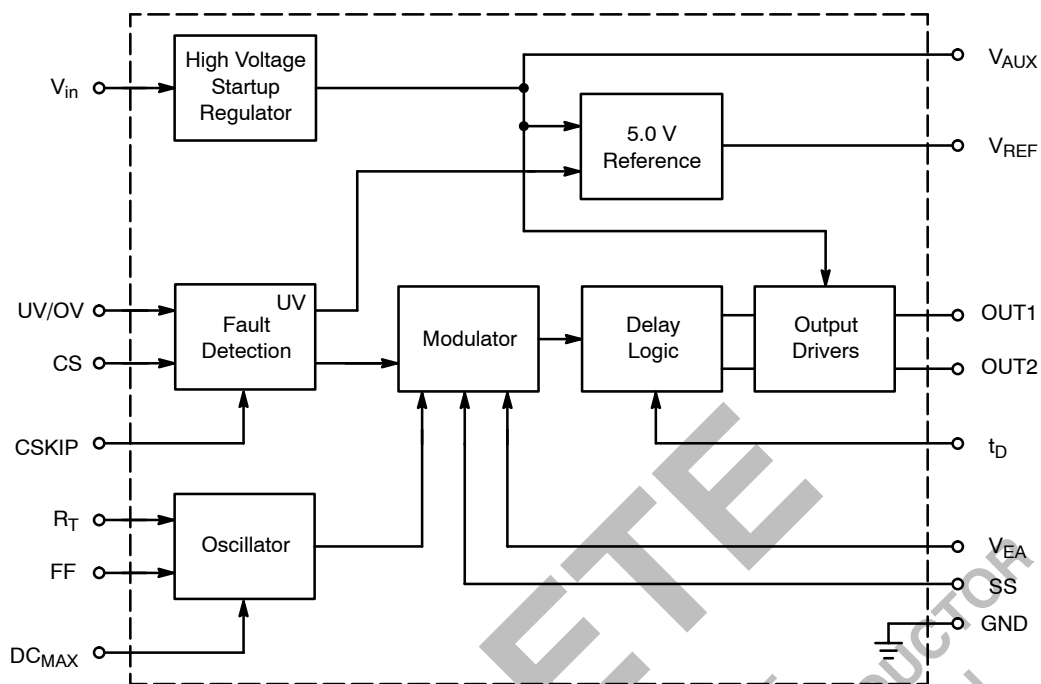 High Voltage
Startup
Regulator
V_in
V_AUX
5.0 V
Reference
V_REF
UV/OV
CS
CSKIP
UV
Fault
Detection
Modulator
Delay
Logic
Output
Drivers
OUT1
OUT2
t_D
R_T
FF
DC_MAX
Oscillator
V_EA
SS
GND
ETE